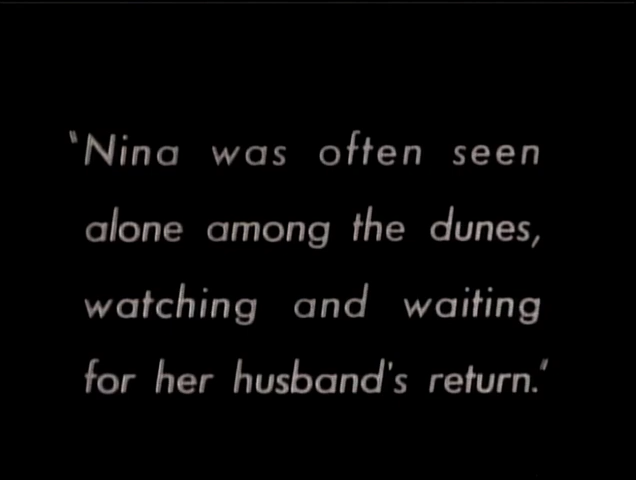 "Nina was often seen
alone among the dunes,
watching and waiting
for her husband's return."